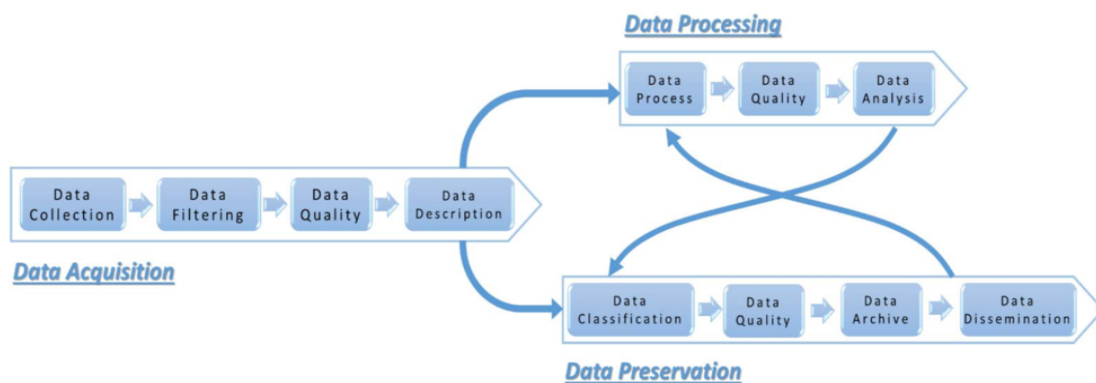 Data Processing
Data
Process
Data
Quality
Data
Analysis
Data
Collection
Data
Filtering
Data
Quality
Data
Description
Data Acquisition
Data
Classification
Data
Quality
Data
Archive
Data
Dissemination
Data Preservation